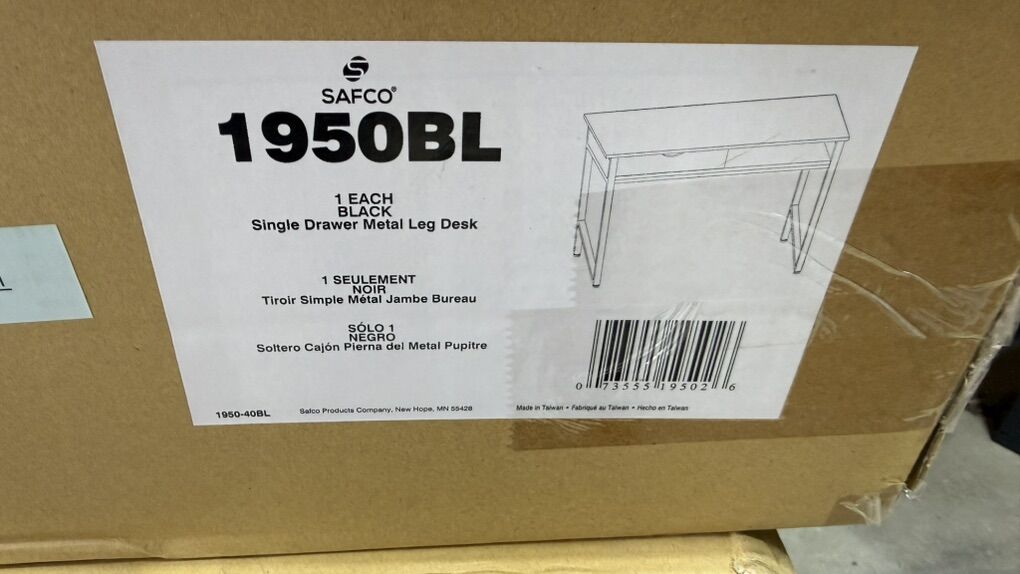 SAFCO®
1950BL
1 EACH
BLACK
Single Drawer Metal Leg Desk
1 SEULEMENT
NOIR
Tiroir Simple Métal Jambe Bureau
SÓLO 1
NEGRO
Soltero Cajón Pierna del Metal Pupitre
0 73555 19502 6
1950-40BL
Safco Products Company, New Hope, MN 55428
Made in Taiwan • Fabriqué au Taiwan • Hecho en Taiwan